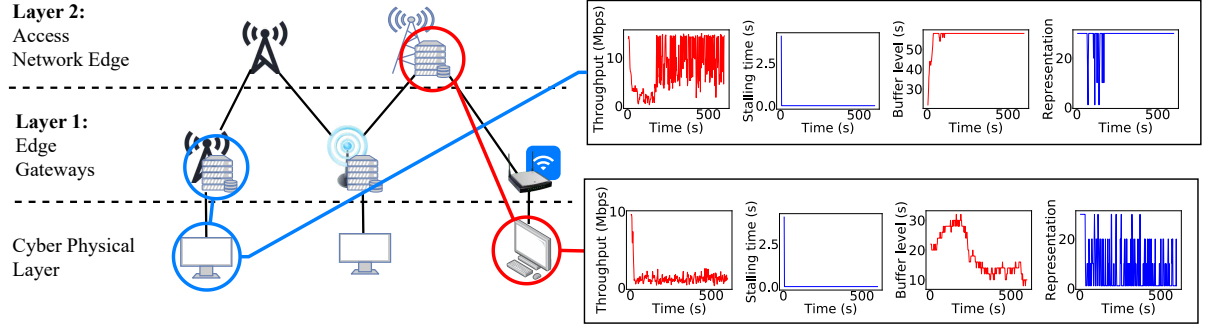 Layer 2:
Access
Network Edge
Layer 1:
Edge
Gateways
Cyber Physical
Layer
Throughput (Mbps)
10
0
0
500
Time (s)
Stalling time (s)
2.5
0.0
0
500
Time (s)
Buffer level (s)
50
40
30
0
500
Time (s)
Representation
20
0
0
500
Time (s)
Throughput (Mbps)
10
5
0
0
500
Time (s)
Stalling time (s)
2.5
0.0
0
500
Time (s)
Buffer level (s)
30
20
10
0
500
Time (s)
Representation
20
0
0
500
Time (s)